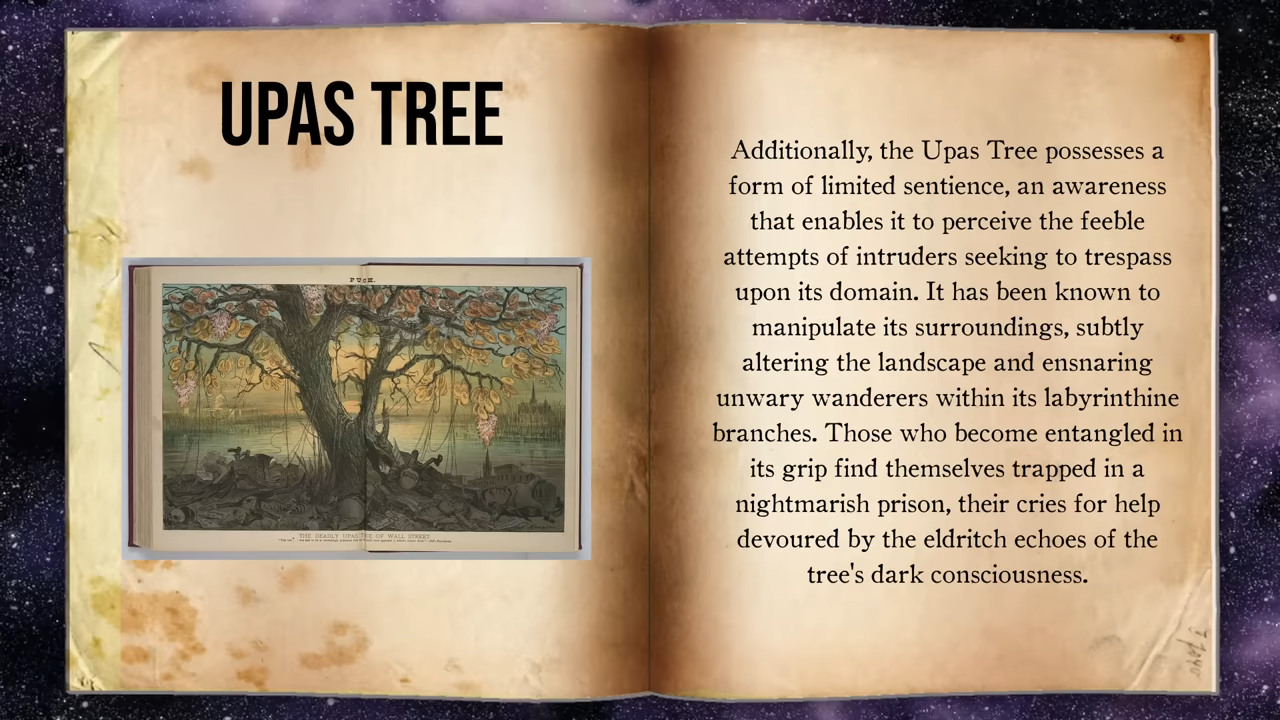 UPAS TREE
PUCK.
THE DEADLY UPAS TREE OF WALL STREET.
Additionally, the Upas Tree possesses a
form of limited sentience, an awareness
that enables it to perceive the feeble
attempts of intruders seeking to trespass
upon its domain. It has been known to
manipulate its surroundings, subtly
altering the landscape and ensnaring
unwary wanderers within its labyrinthine
branches. Those who become entangled in
its grip find themselves trapped in a
nightmarish prison, their cries for help
devoured by the eldritch echoes of the
tree's dark consciousness.